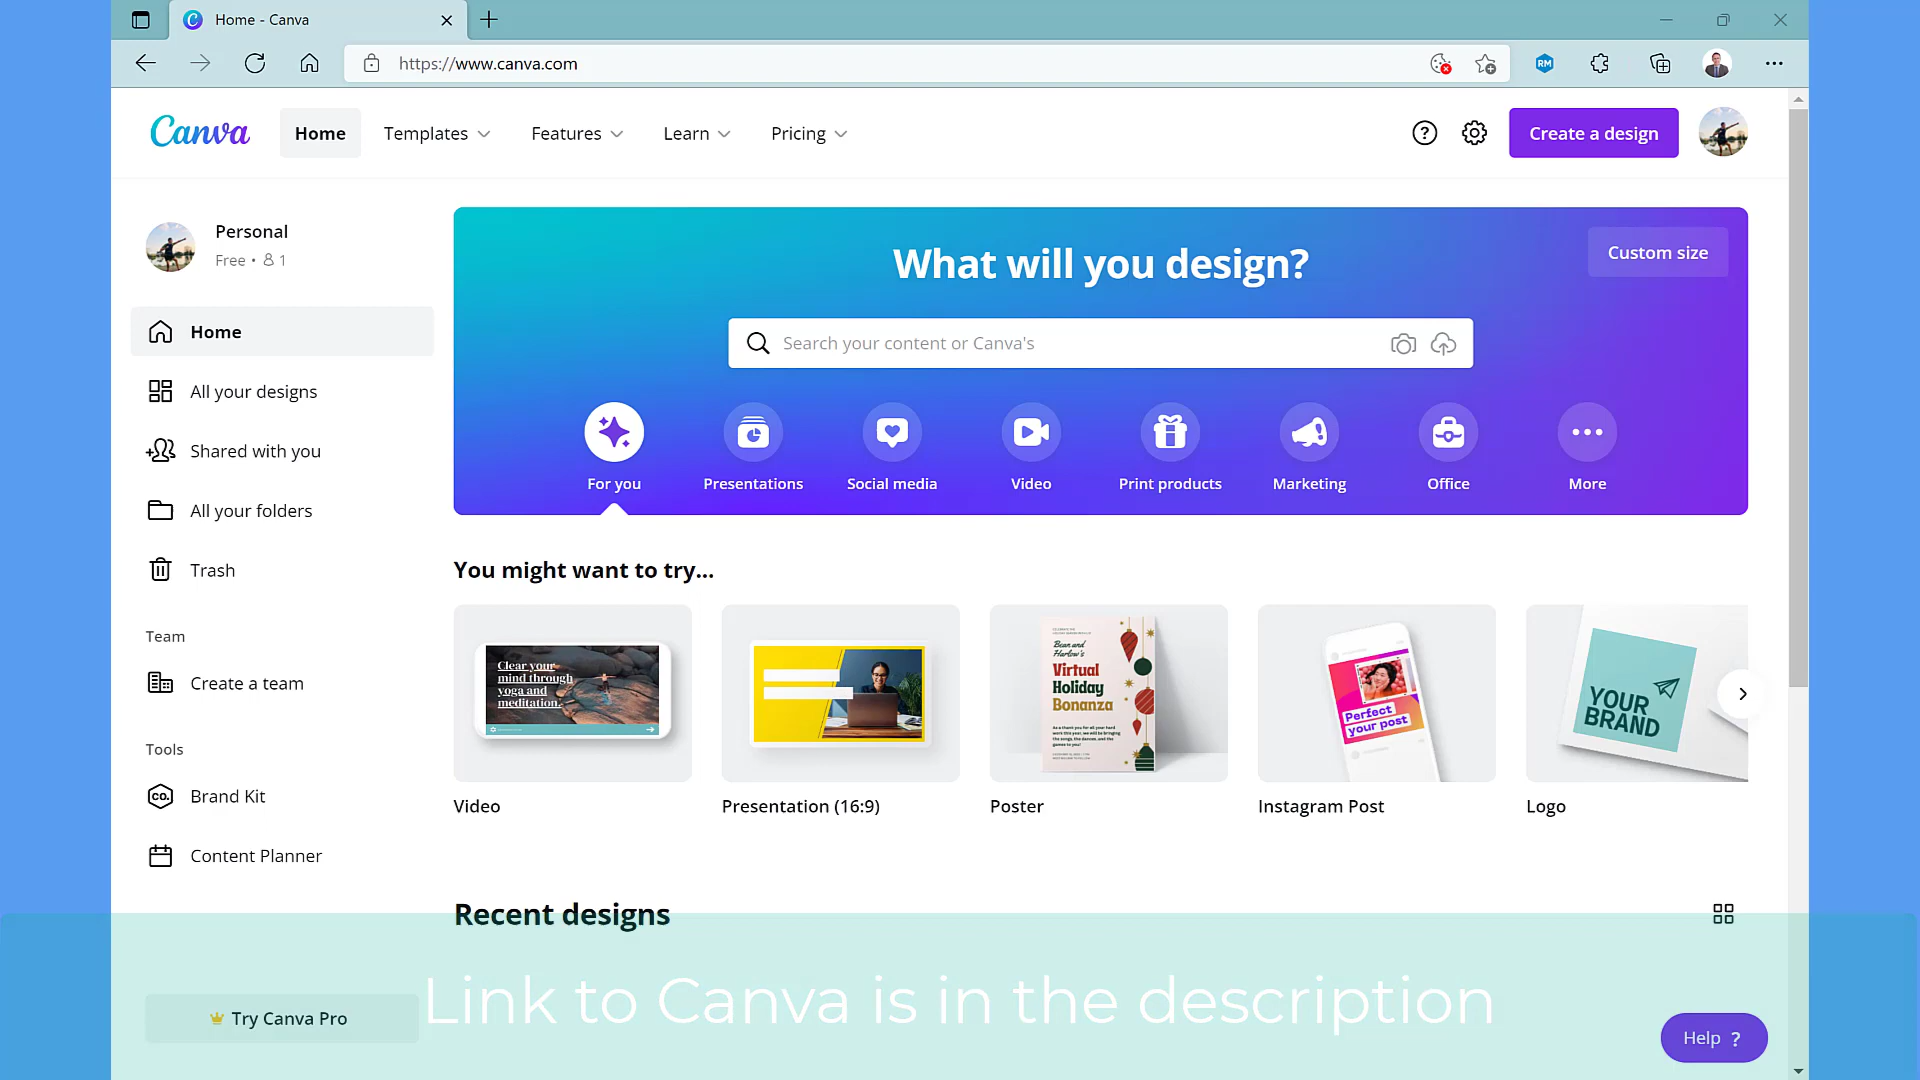 Home - Canva
https://www.canva.com
Canva
Home
Templates
Features
Learn
Pricing
Create a design
Personal
Free • 1
Home
All your designs
Shared with you
All your folders
Trash
Team
Create a team
Tools
CO.
Brand Kit
Content Planner
Try Canva Pro
What will you design?
Custom size
Search your content or Canva's
For you
Presentations
Social media
Video
Print products
Marketing
Office
More
You might want to try...
Clear your
mind through
yoga and
meditation.
Bean and
Harlow's
Virtual
Holiday
Bonanza
Perfect
your post
YOUR
BRAND
Video
Presentation (16:9)
Poster
Instagram Post
Logo
Recent designs
Link to Canva is in the description
Help ?
RM